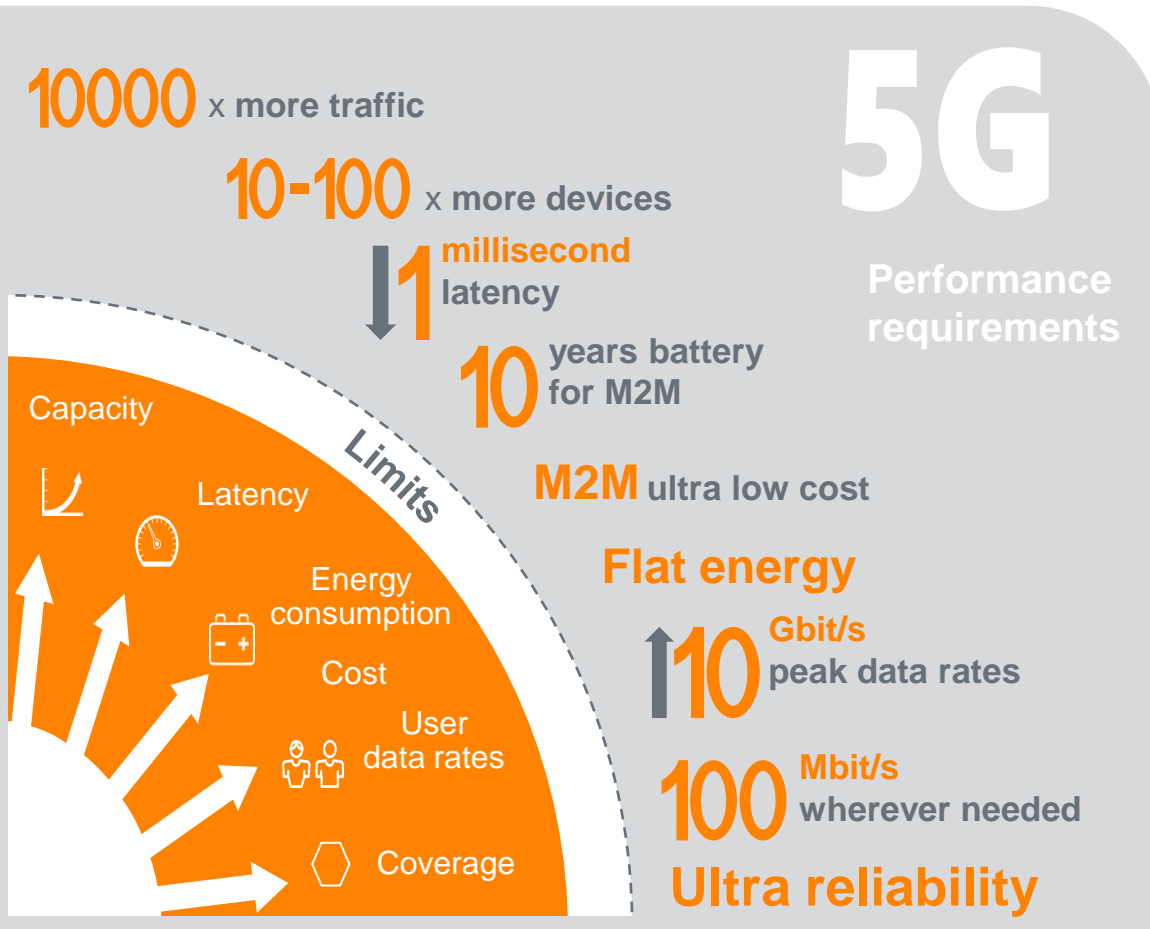 5G
Performance
requirements
10000 x more traffic
10-100 x more devices
1 millisecond
latency
10 years battery
for M2M
M2M ultra low cost
Flat energy
10 Gbit/s
peak data rates
100 Mbit/s
wherever needed
Ultra reliability
Limits
Capacity
Latency
Energy
consumption
Cost
User
data rates
Coverage